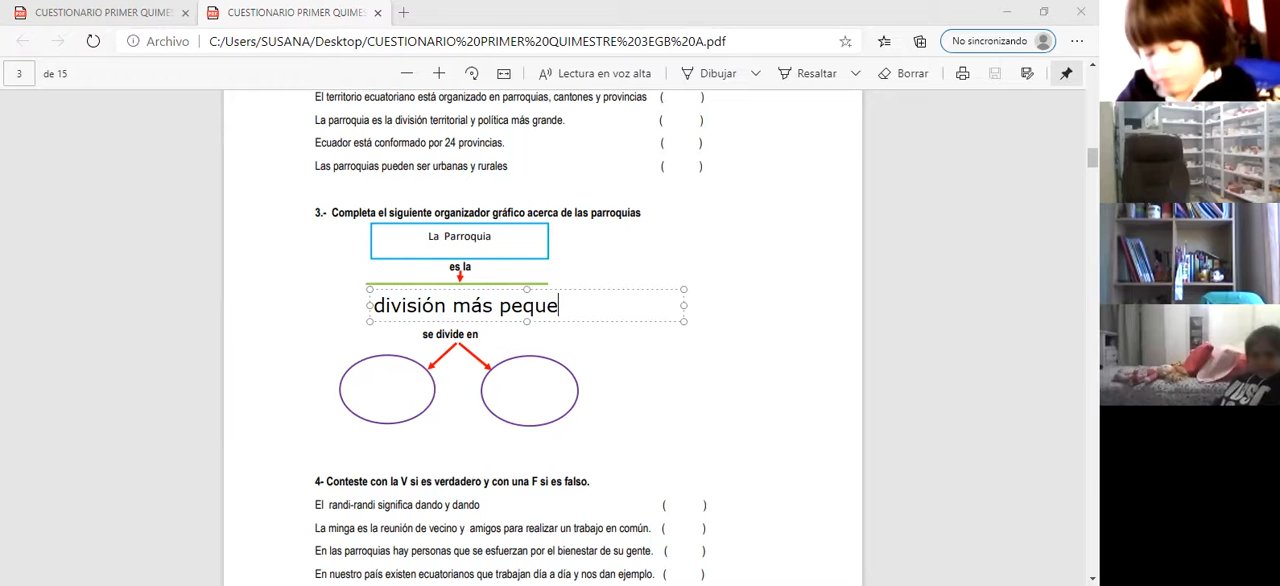 CUESTIONARIO PRIMER QUIMES
CUESTIONARIO PRIMER QUIMES
Archivo C:/Users/SUSANA/Desktop/CUESTIONARIO%20PRIMER%20QUIMESTRE%203EGB%20A.pdf
No sincronizando
3 de 15
Lectura en voz alta Dibujar Resaltar Borrar
El territorio ecuatoriano está organizado en parroquias, cantones y provincias ( )
La parroquia es la división territorial y política más grande. ( )
Ecuador está conformado por 24 provincias. ( )
Las parroquias pueden ser urbanas y rurales ( )
3.- Completa el siguiente organizador gráfico acerca de las parroquias
La Parroquia
es la
división más peque
se divide en
4- Conteste con la V si es verdadero y con una F si es falso.
El randi-randi significa dando y dando ( )
La minga es la reunión de vecino y amigos para realizar un trabajo en común. ( )
En las parroquias hay personas que se esfuerzan por el bienestar de su gente. ( )
En nuestro país existen ecuatorianos que trabajan día a día y nos dan ejemplo. ( )